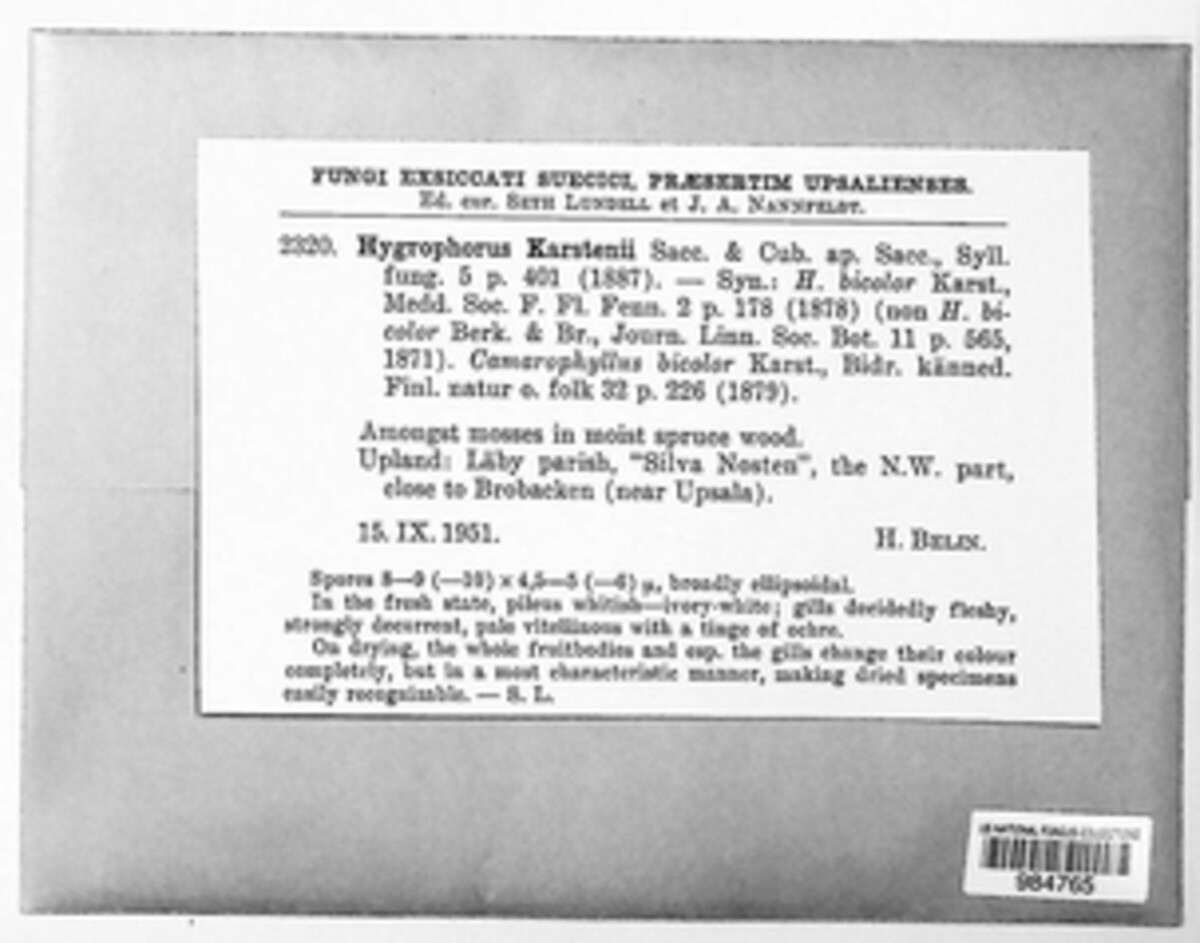 FUNGI EXSICCATI SUECICI, PRÆSERTIM UPSALIENSES.
Ed. cur. SETH LUNDELL et J. A. NANNFELDT.
2320. Hygrophorus Karstenii Sacc. & Cub. ap. Sacc., Syll.
fung. 5 p. 401 (1887). — Syn.: H. bicolor Karst.,
Medd. Soc. F. Fl. Fenn. 2 p. 178 (1878) (non H. bi-
color Berk. & Br., Journ. Linn. Soc. Bot. 11 p. 565,
1871). Camarophyllus bicolor Karst., Bidr. känned.
Finl. natur o. folk 32 p. 226 (1879).
Amongst mosses in moist spruce wood.
Upland: Läby parish, "Silva Nosten", the N.W. part,
close to Brobacken (near Upsala).
15. IX. 1951.
H. BELIN.
Spores 8—9 (—10) × 4,5—5 (—6) μ, broadly ellipsoidal.
In the fresh state, pileus whitish—ivory-white; gills decidedly fleshy,
strongly decurrent, pale vitellinous with a tinge of ochre.
On drying, the whole fruitbodies and esp. the gills change their colour
completely, but in a most characteristic manner, making dried specimens
easily recognizable. — S. L.
US NATIONAL FUNGUS COLLECTIONS
984765